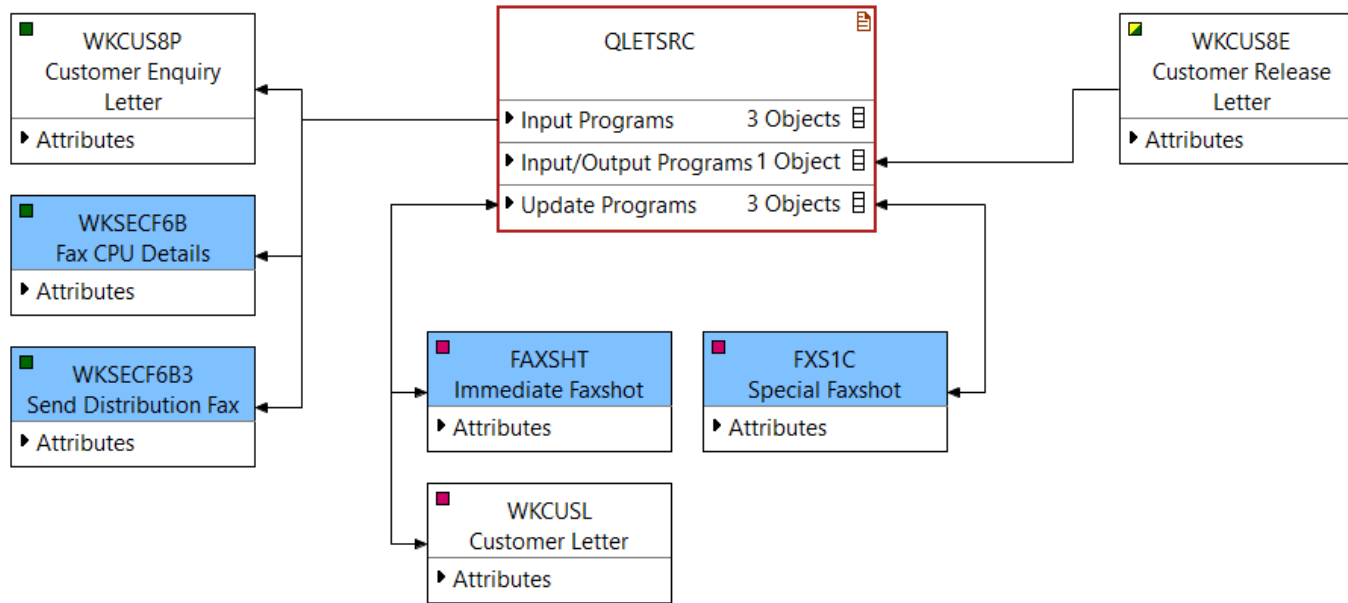 WKCUS8P
Customer Enquiry
Letter
Attributes
QLETSRC
Input Programs 3 Objects
Input/Output Programs 1 Object
Update Programs 3 Objects
WKCUS8E
Customer Release
Letter
Attributes
WKSECF6B
Fax CPU Details
Attributes
WKSECF6B3
Send Distribution Fax
Attributes
FAXSHT
Immediate Faxshot
Attributes
FXS1C
Special Faxshot
Attributes
WKCUSL
Customer Letter
Attributes